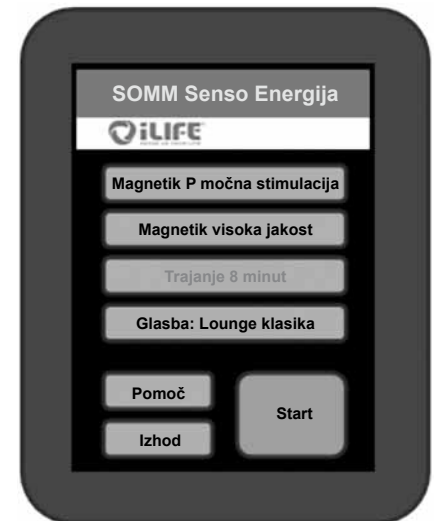 SOMM Senso Energija
iLIFE
Magnetik P močna stimulacija
Magnetik visoka jakost
Trajanje 8 minut
Glasba: Lounge klasika
Pomoč
Start
Izhod